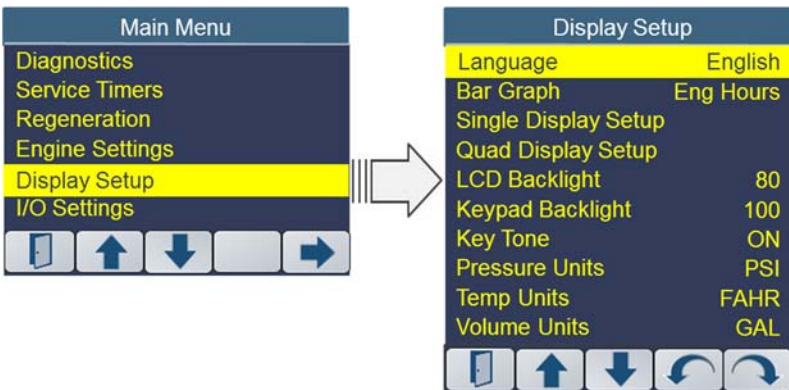 Main Menu
Diagnostics
Service Timers
Regeneration
Engine Settings
Display Setup
I/O Settings
Display Setup
Language English
Bar Graph Eng Hours
Single Display Setup
Quad Display Setup
LCD Backlight 80
Keypad Backlight 100
Key Tone ON
Pressure Units PSI
Temp Units FAHR
Volume Units GAL